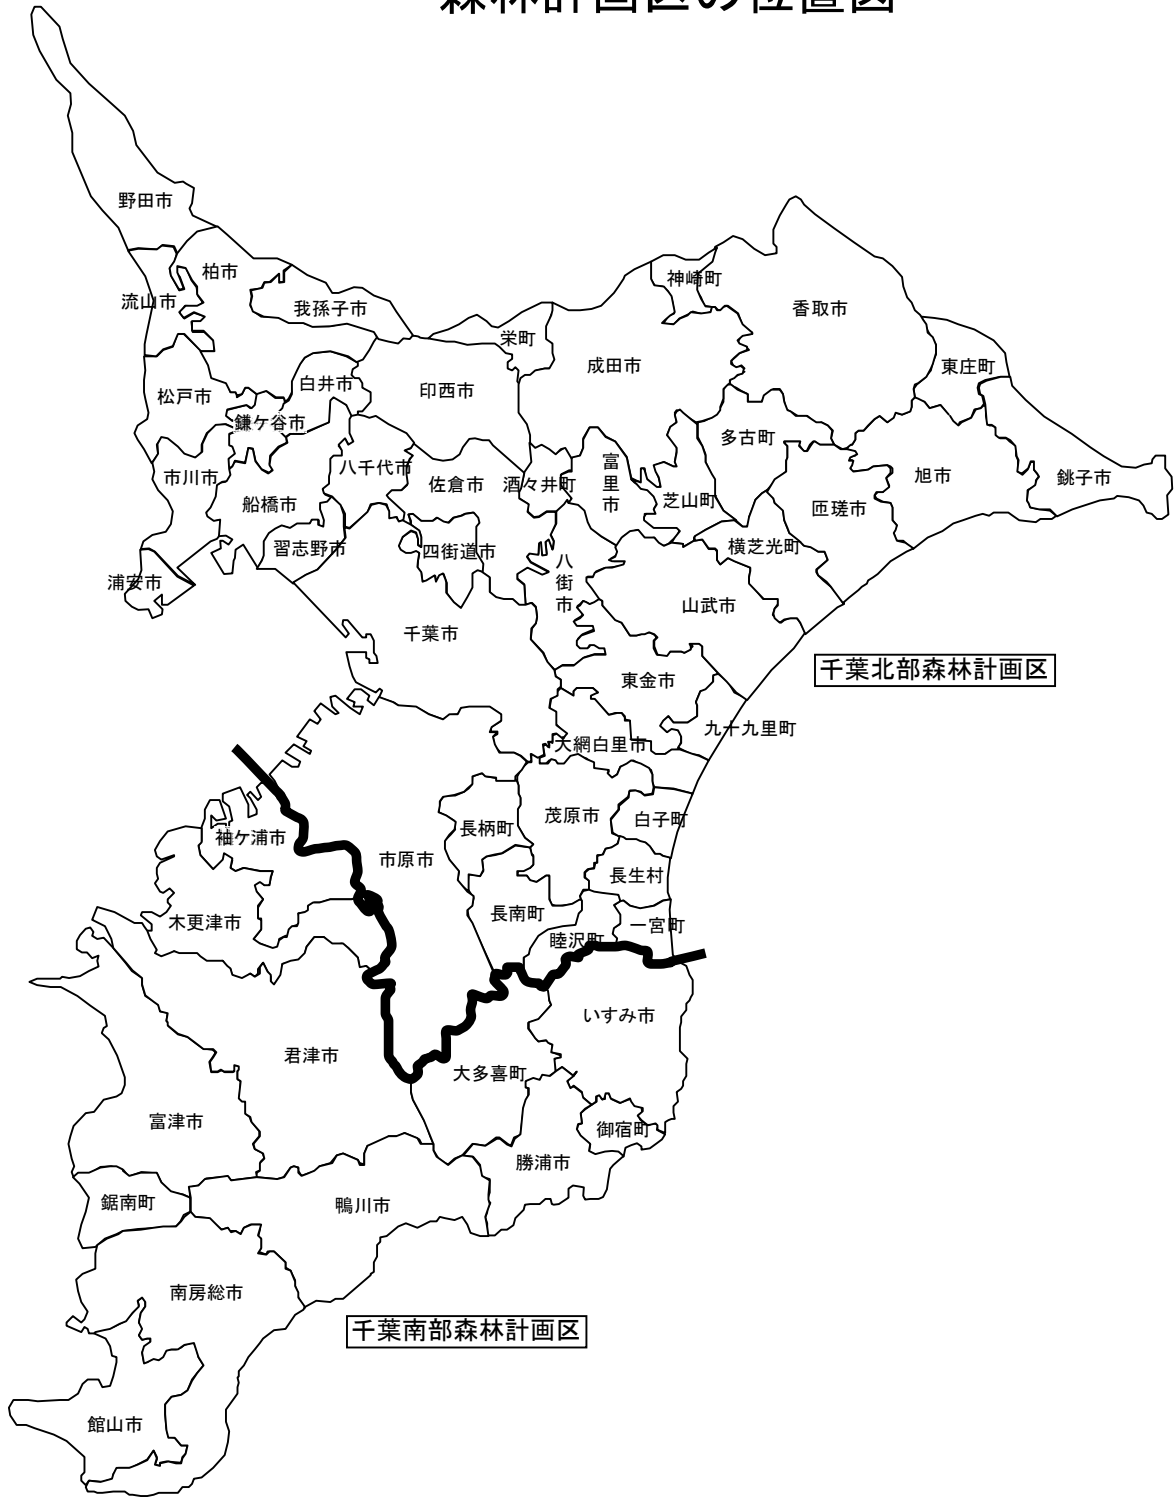 森林計画区の位置図
野田市
柏市
流山市
我孫子市
神崎町
香取市
栄町
成田市
東庄町
松戸市
白井市
印西市
鎌ケ谷市
多古町
市川市
八千代市
佐倉市
酒々井町
富里市
芝山町
旭市
銚子市
船橋市
匝瑳市
習志野市
四街道市
横芝光町
浦安市
八街市
山武市
千葉市
千葉北部森林計画区
東金市
九十九里町
大網白里市
袖ケ浦市
市原市
長柄町
茂原市
白子町
長生村
木更津市
長南町
一宮町
睦沢町
いすみ市
君津市
大多喜町
富津市
御宿町
勝浦市
鋸南町
鴨川市
南房総市
千葉南部森林計画区
館山市